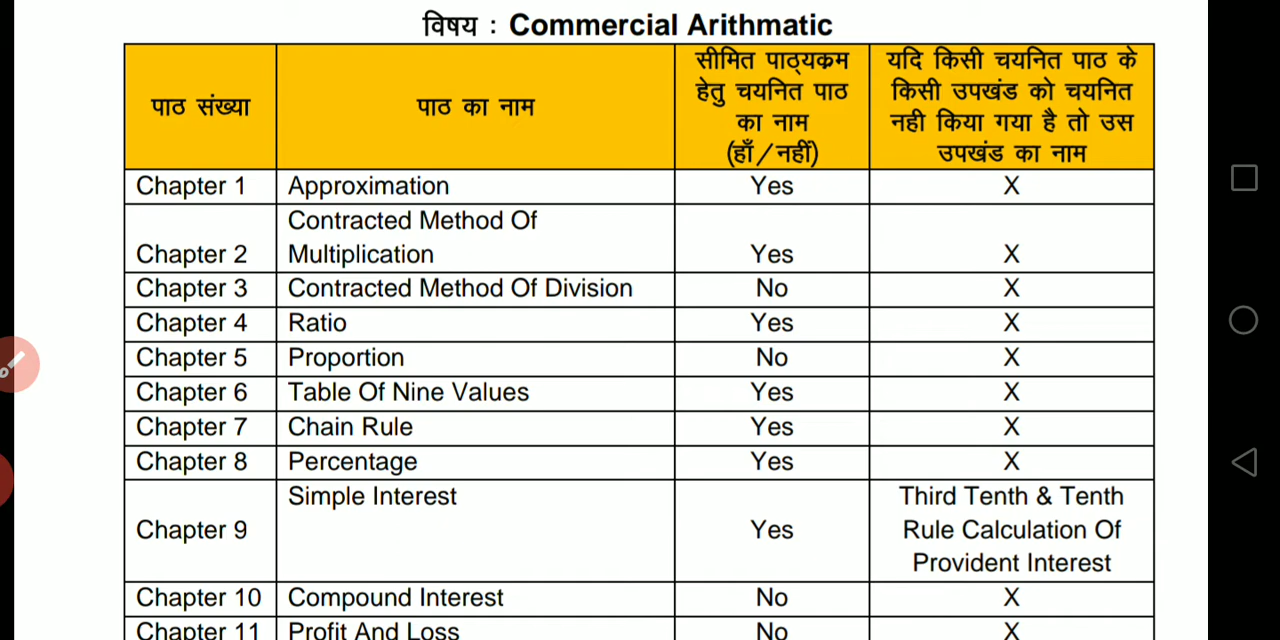 विषय : Commercial Arithmatic
पाठ संख्या
पाठ का नाम
सीमित पाठ्यक्रम
हेतु चयनित पाठ
का नाम
(हाँ/नहीं)
यदि किसी चयनित पाठ के
किसी उपखंड को चयनित
नही किया गया है तो उस
उपखंड का नाम
Chapter 1 Approximation Yes X
Contracted Method Of
Chapter 2 Multiplication Yes X
Chapter 3 Contracted Method Of Division No X
Chapter 4 Ratio Yes X
Chapter 5 Proportion No X
Chapter 6 Table Of Nine Values Yes X
Chapter 7 Chain Rule Yes X
Chapter 8 Percentage Yes X
Simple Interest Third Tenth & Tenth
Chapter 9 Yes Rule Calculation Of
Provident Interest
Chapter 10 Compound Interest No X
Chapter 11 Profit And Loss No X